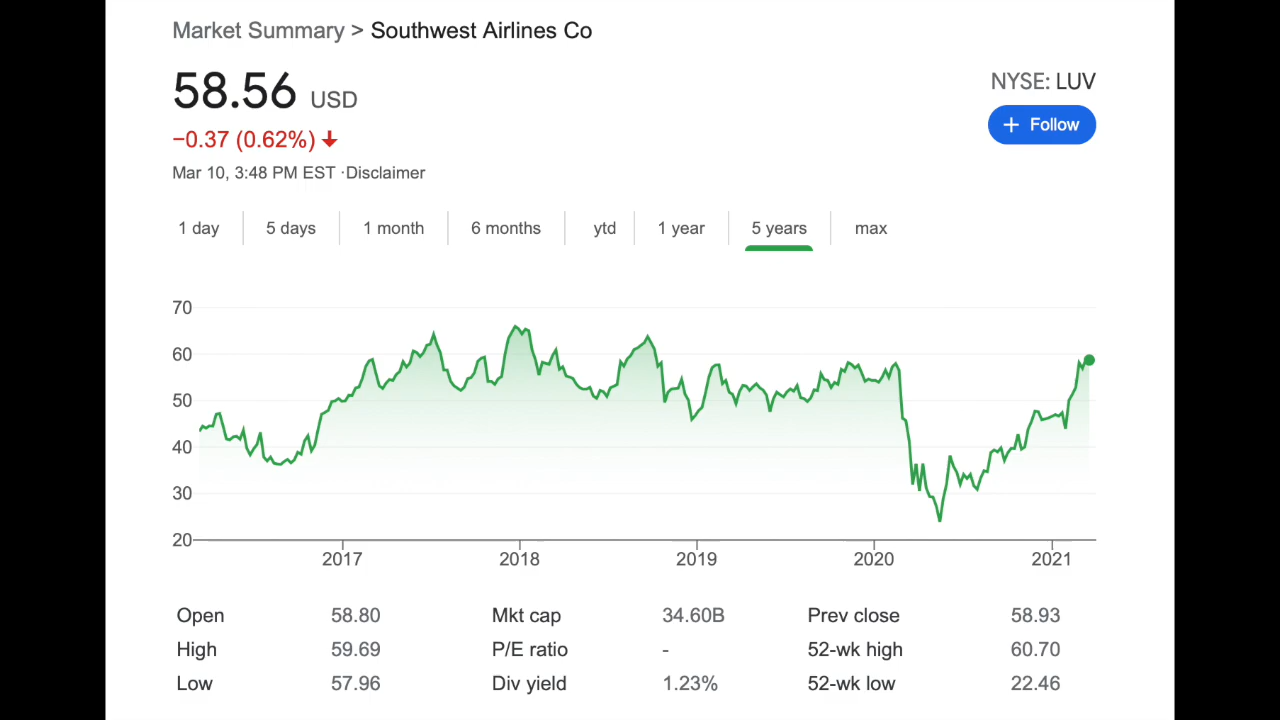 Market Summary > Southwest Airlines Co
58.56 USD
NYSE: LUV
−0.37 (0.62%)
+ Follow
Mar 10, 3:48 PM EST ·Disclaimer
1 day 5 days 1 month 6 months ytd 1 year 5 years max
70
60
50
40
30
20
2017 2018 2019 2020 2021
Open 58.80 Mkt cap 34.60B Prev close 58.93
High 59.69 P/E ratio - 52-wk high 60.70
Low 57.96 Div yield 1.23% 52-wk low 22.46